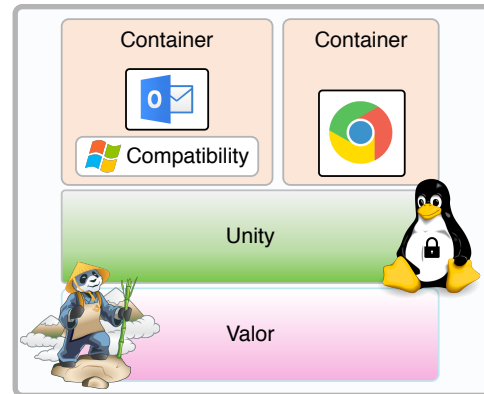 Container
Container
O
Compatibility
Unity
Valor